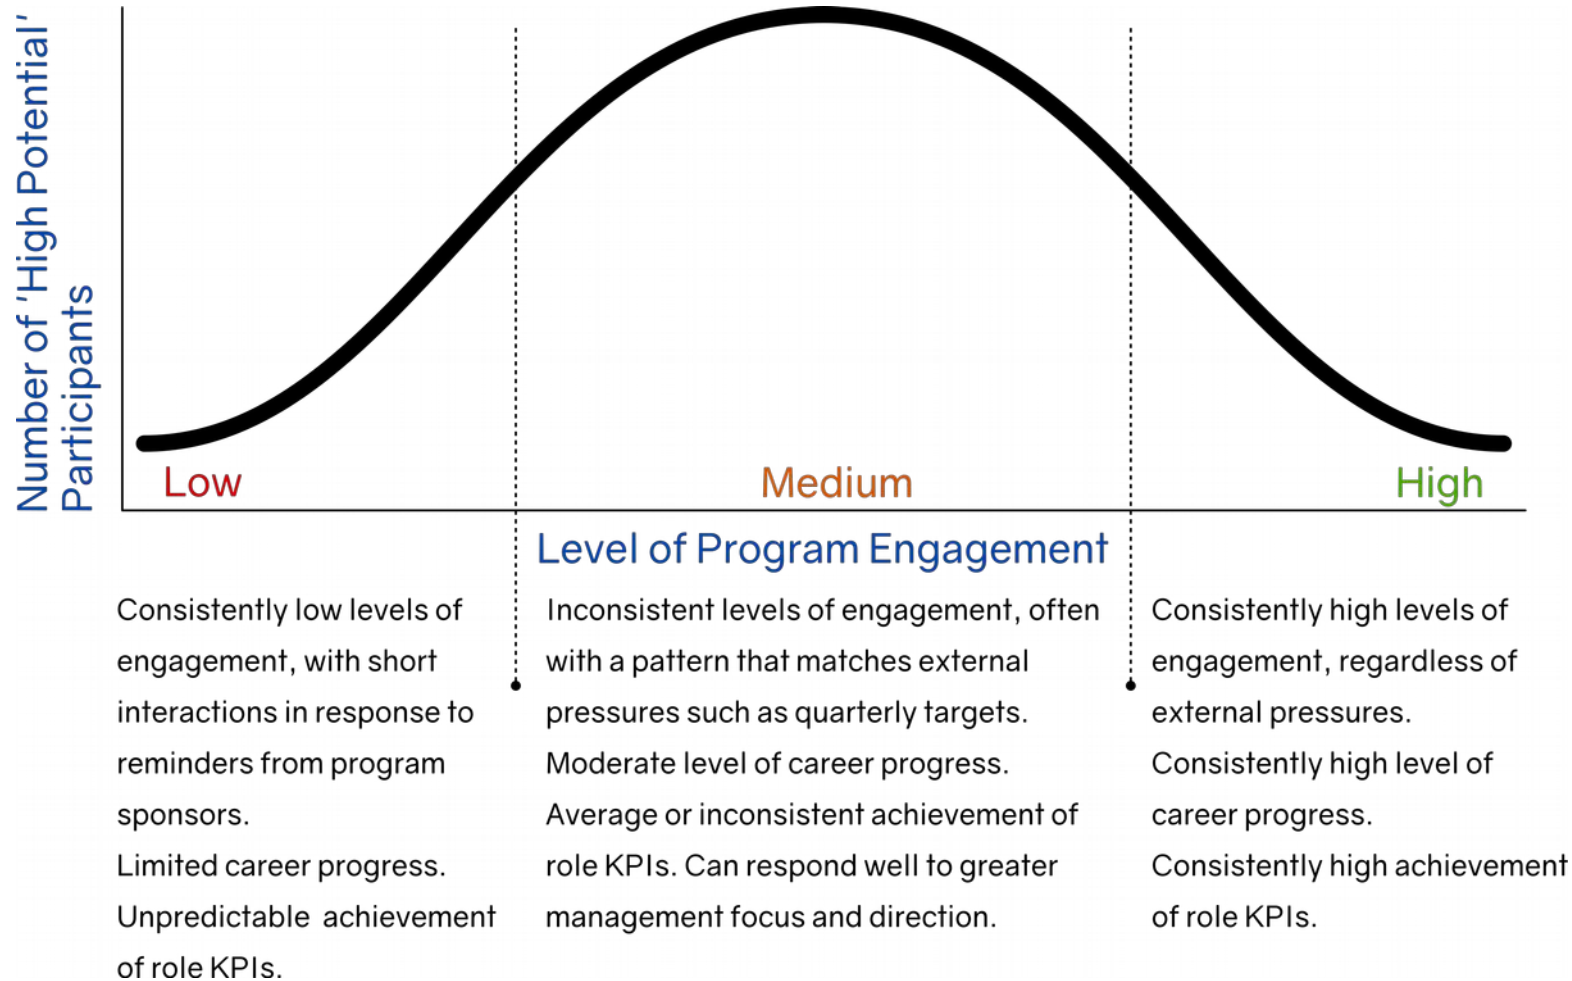 Number of 'High Potential'
Participants
Low
Medium
High
Level of Program Engagement
Consistently low levels of
engagement, with short
interactions in response to
reminders from program
sponsors.
Limited career progress.
Unpredictable achievement
of role KPIs.
Inconsistent levels of engagement, often
with a pattern that matches external
pressures such as quarterly targets.
Moderate level of career progress.
Average or inconsistent achievement of
role KPIs. Can respond well to greater
management focus and direction.
Consistently high levels of
engagement, regardless of
external pressures.
Consistently high level of
career progress.
Consistently high achievement
of role KPIs.